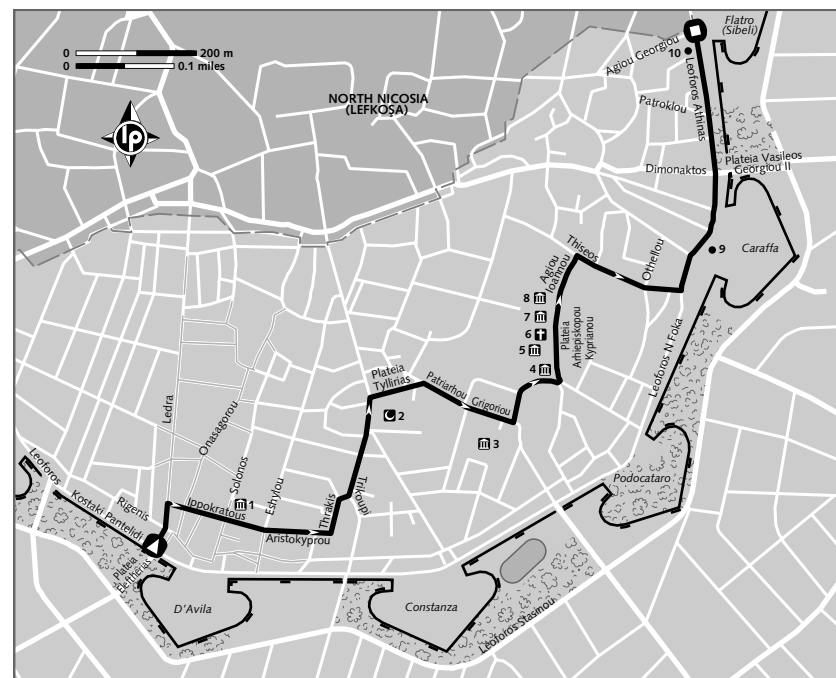 Flatro
(Sibeli)
0 200 m
0 0.1 miles
Agiou Georgiou
10
Leoforos Athinas
NORTH NICOSIA
(LEFKOŞA)
lp
Patroklou
Plateia Vasileos
Georgiou II
Dimonaktos
Caraffa
9
Othellou
Thiseos
Agiou
Ioannou
8
7
6
5
4
Plateia
Arhiepiskopou
Kyprianou
Leoforos N Foka
Plateia
Tyllirias
Patriarhou Grigoriou
2
3
Ledra
Onasagorou
Solonos
1
Eshylou
Ippokratous
Thrakis
Trikoupi
Aristokyprou
Podocataro
Leoforos
Kostaki Pantelidi
Rigenis
Plateia
Eleftherias
D'Avila
Constanza
Leoforos Stasinou